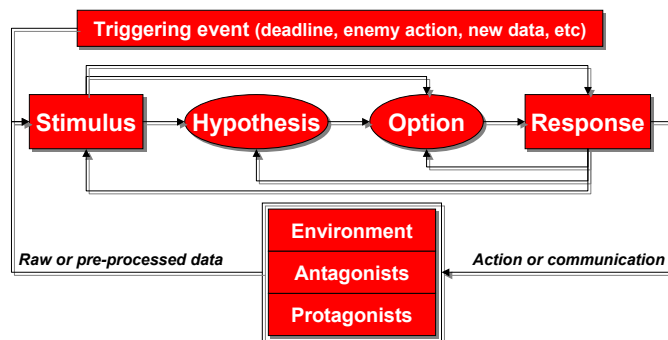 Triggering event (deadline, enemy action, new data, etc)
Stimulus
Hypothesis
Option
Response
Environment
Raw or pre-processed data
Antagonists
Action or communication
Protagonists